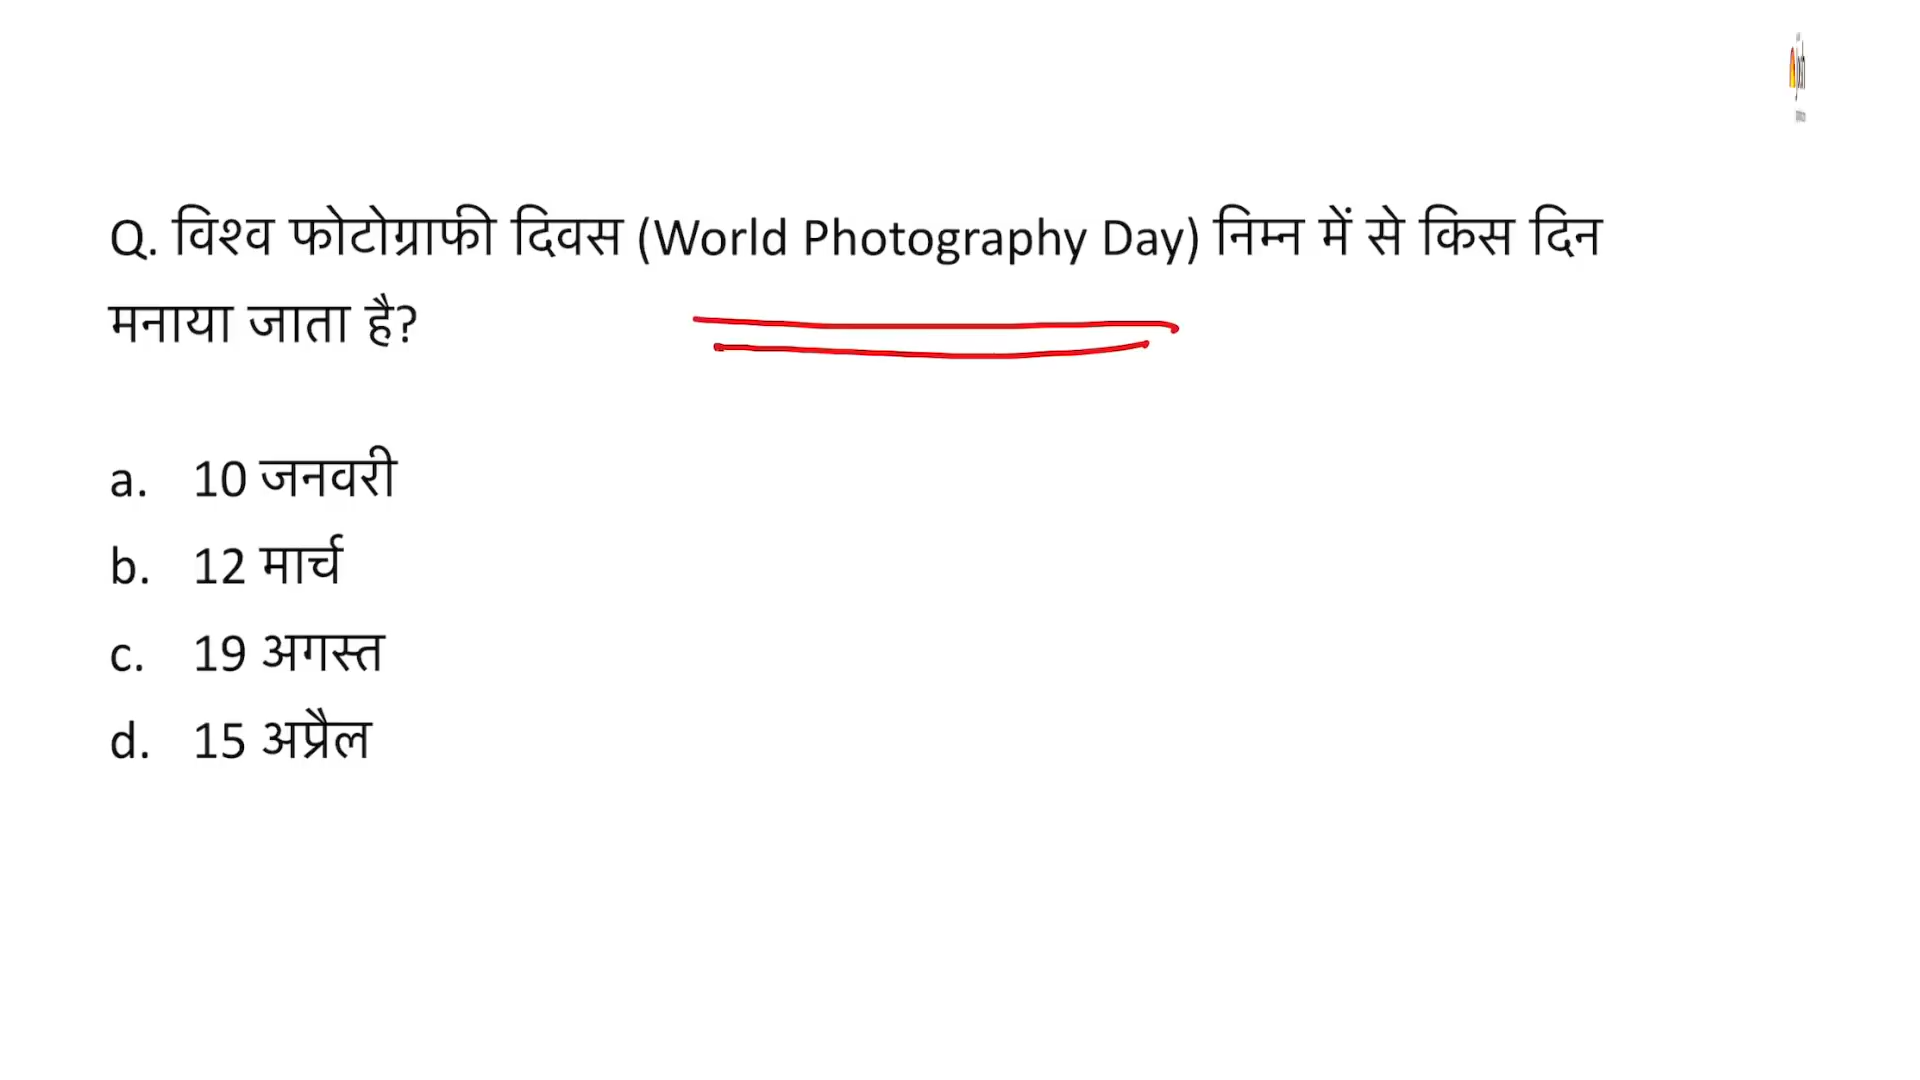 Q. विश्व फोटोग्राफी दिवस (World Photography Day) निम्न में से किस दिन
मनाया जाता है?
a. 10 जनवरी
b. 12 मार्च
c. 19 अगस्त
d. 15 अप्रैल